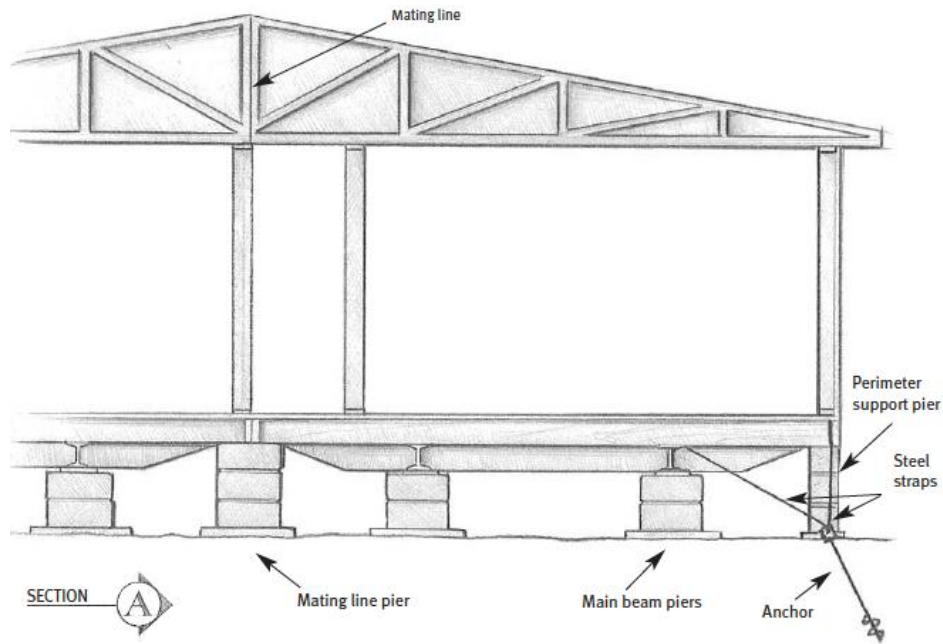 Mating line
Perimeter
support pier
Steel
straps
SECTION
A
Mating line pier
Main beam piers
Anchor